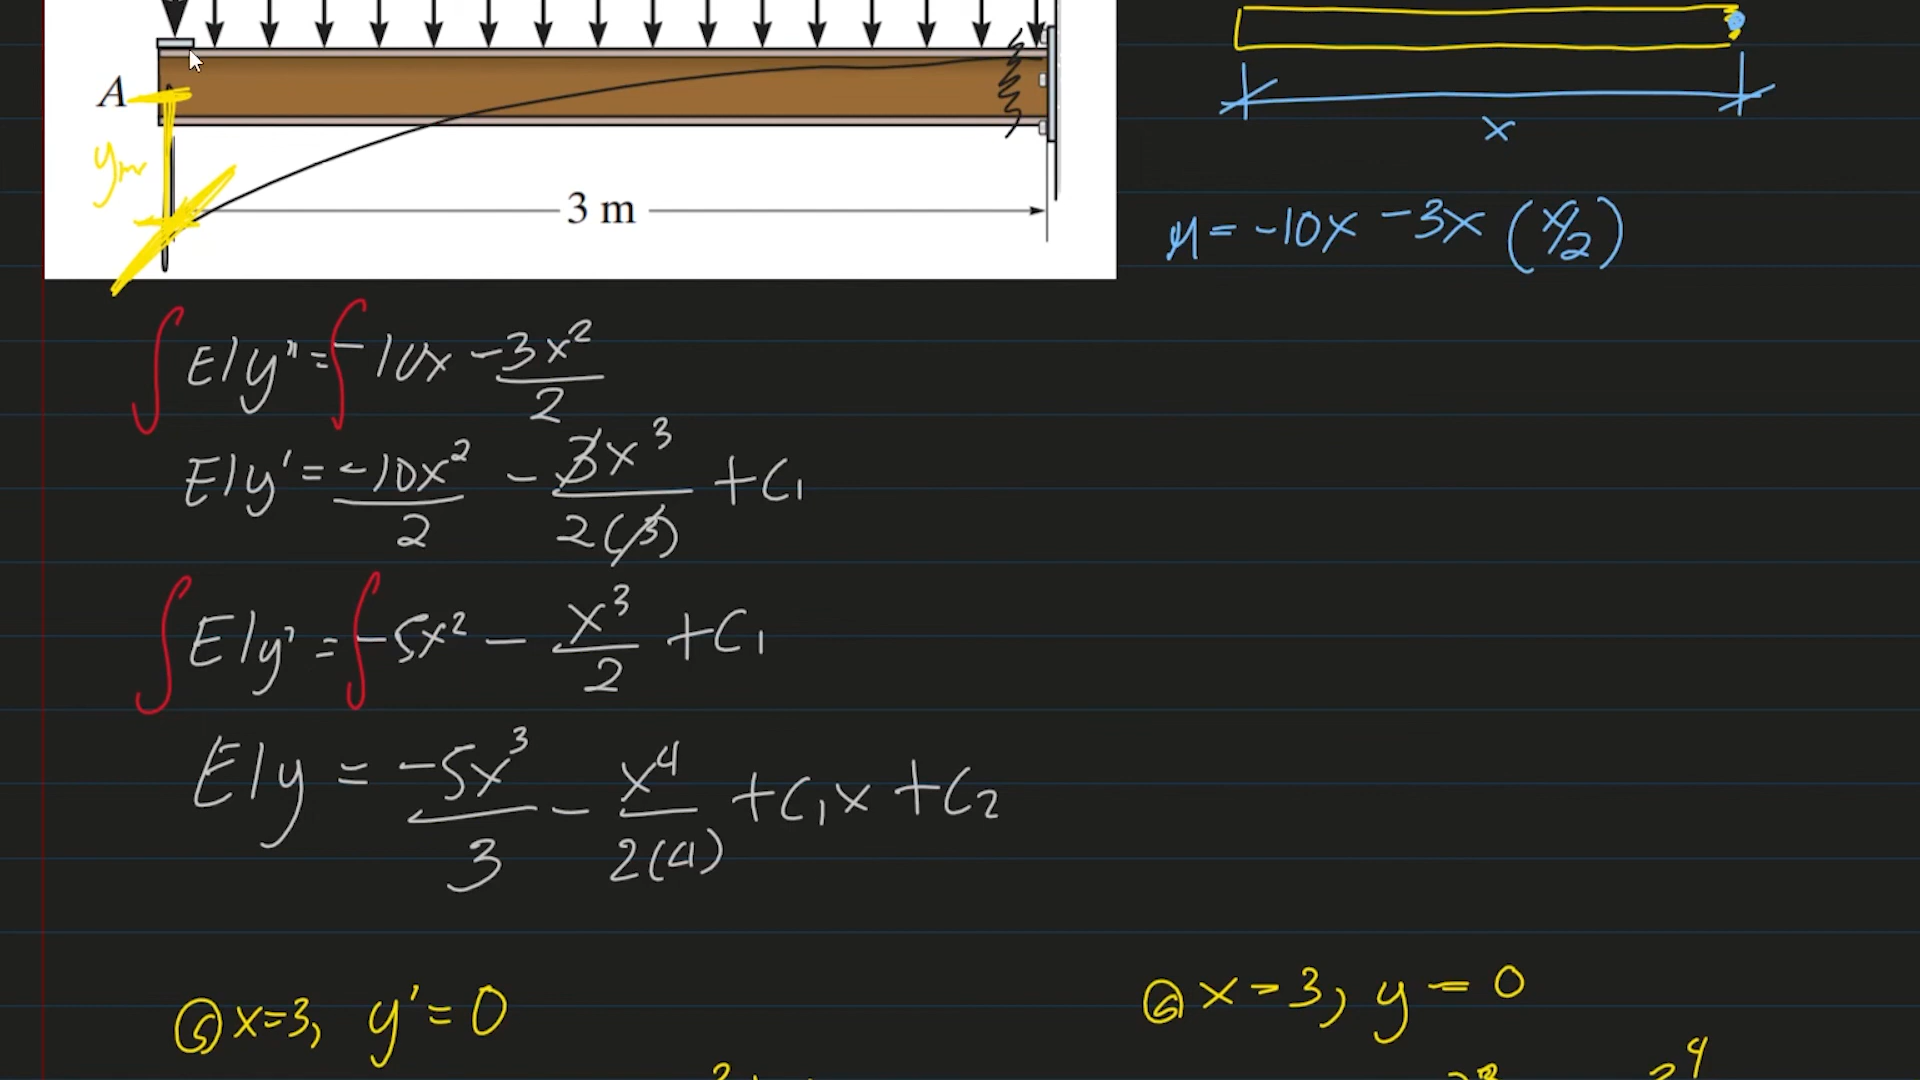 A
ym
3 m
x
M = -10x - 3x (x/2)
∫ EIy" = ∫ -10x - 3x²/2
EIy' = -10x²/2 - 3x³/2(3) + C₁
∫ EIy' = ∫ -5x² - x³/2 + C₁
EIy = -5x³/3 - x⁴/2(4) + C₁x + C₂
@ x=3, y' = 0
@ x=3, y = 0